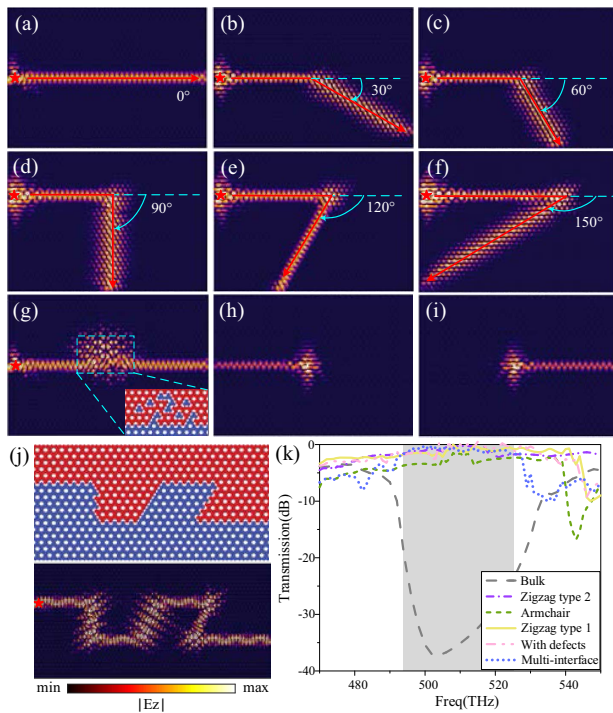 (a)
0°
(b)
30°
(c)
60°
(d)
90°
(e)
120°
(f)
150°
(g)
(h)
(i)
(j)
min
max
|Ez|
(k)
Transmission(dB)
0
-10
-20
-30
-40
480
500
520
540
Freq(THz)
Bulk
Zigzag type 2
Armchair
Zigzag type 1
With defects
Multi-interface